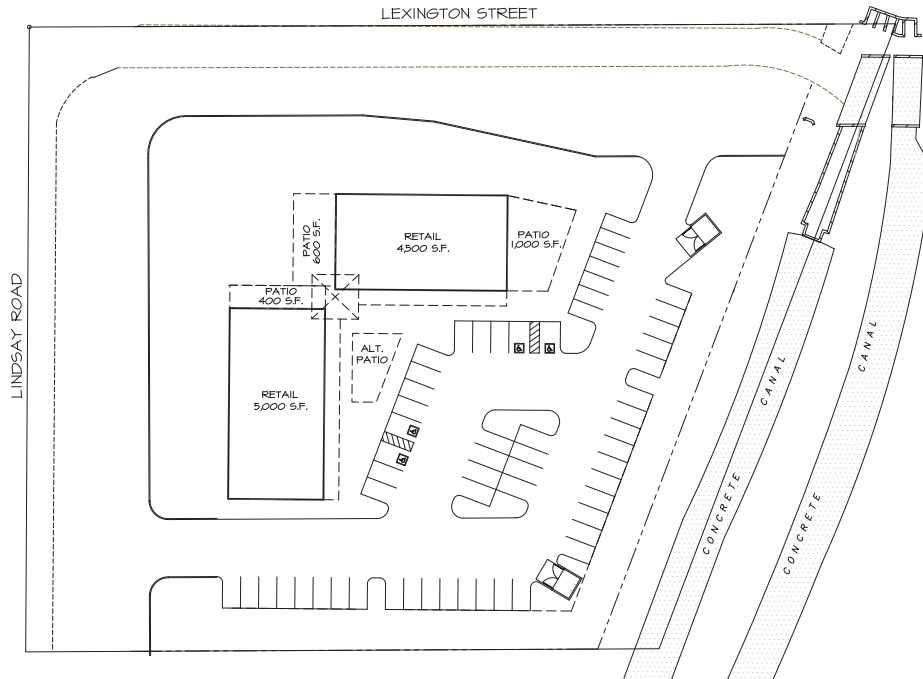 LEXINGTON STREET
LINDSAY ROAD
PATIO
600 S.F.
RETAIL
4,500 S.F.
PATIO
1,000 S.F.
PATIO
400 S.F.
ALT.
PATIO
RETAIL
5,000 S.F.
CONCRETE CANAL
CONCRETE CANAL